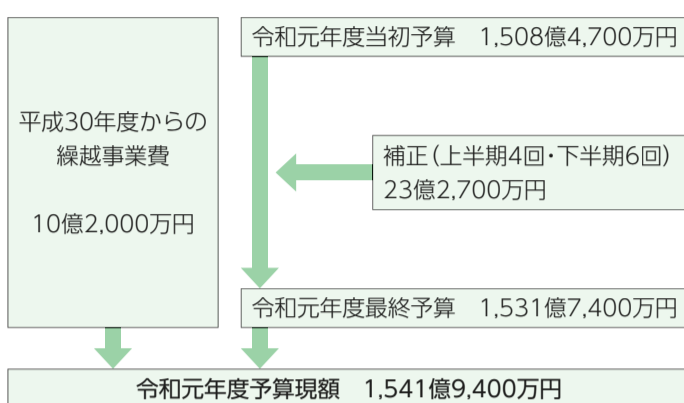 令和元年度当初予算　1,508億4,700万円
平成30年度からの
繰越事業費
10億2,000万円
補正（上半期4回・下半期6回）
23億2,700万円
令和元年度最終予算　1,531億7,400万円
令和元年度予算現額　1,541億9,400万円